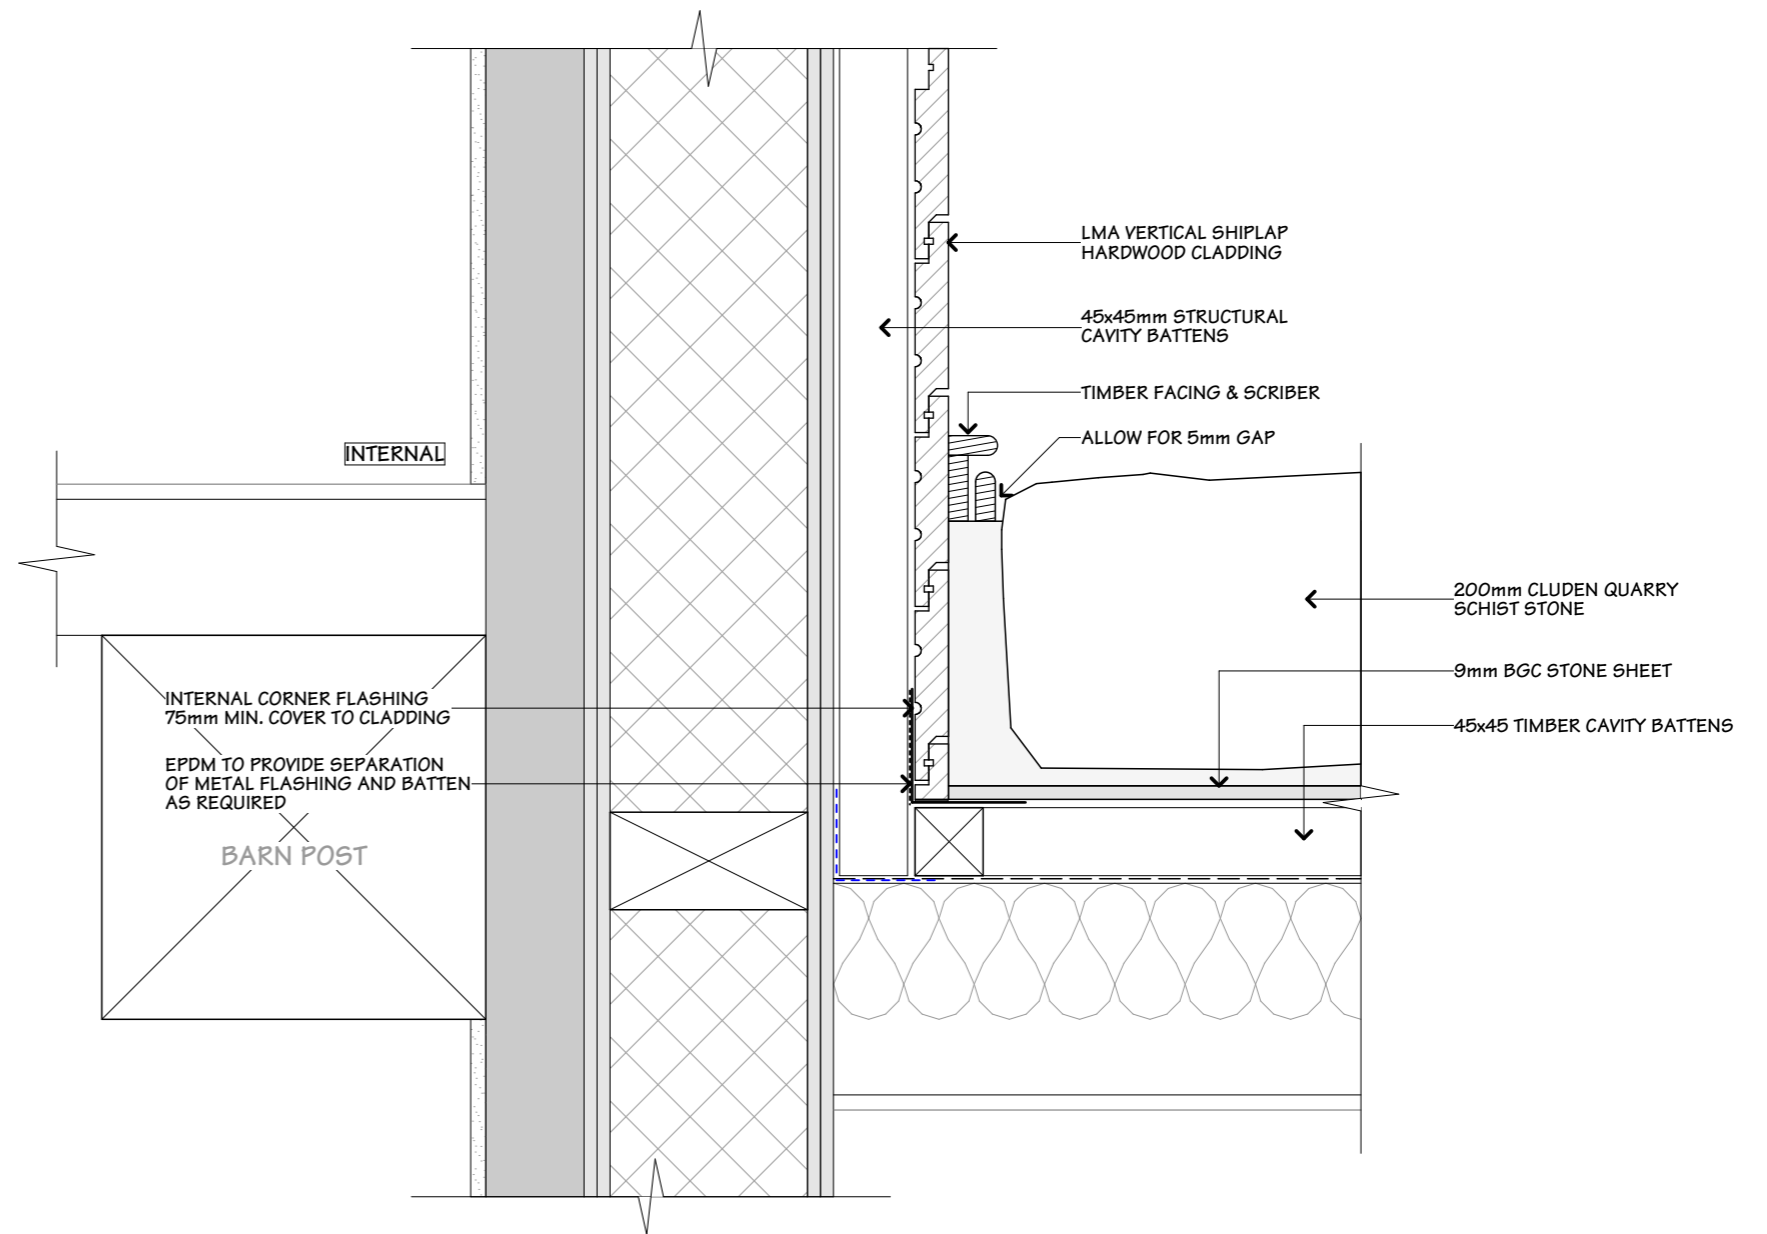 LMA VERTICAL SHIPLAP
HARDWOOD CLADDING
45x45mm STRUCTURAL
CAVITY BATTENS
TIMBER FACING & SCRIBER
ALLOW FOR 5mm GAP
INTERNAL
200mm CLUDEN QUARRY
SCHIST STONE
9mm BGC STONE SHEET
45x45 TIMBER CAVITY BATTENS
INTERNAL CORNER FLASHING
75mm MIN. COVER TO CLADDING
EPDM TO PROVIDE SEPARATION
OF METAL FLASHING AND BATTEN
AS REQUIRED
BARN POST